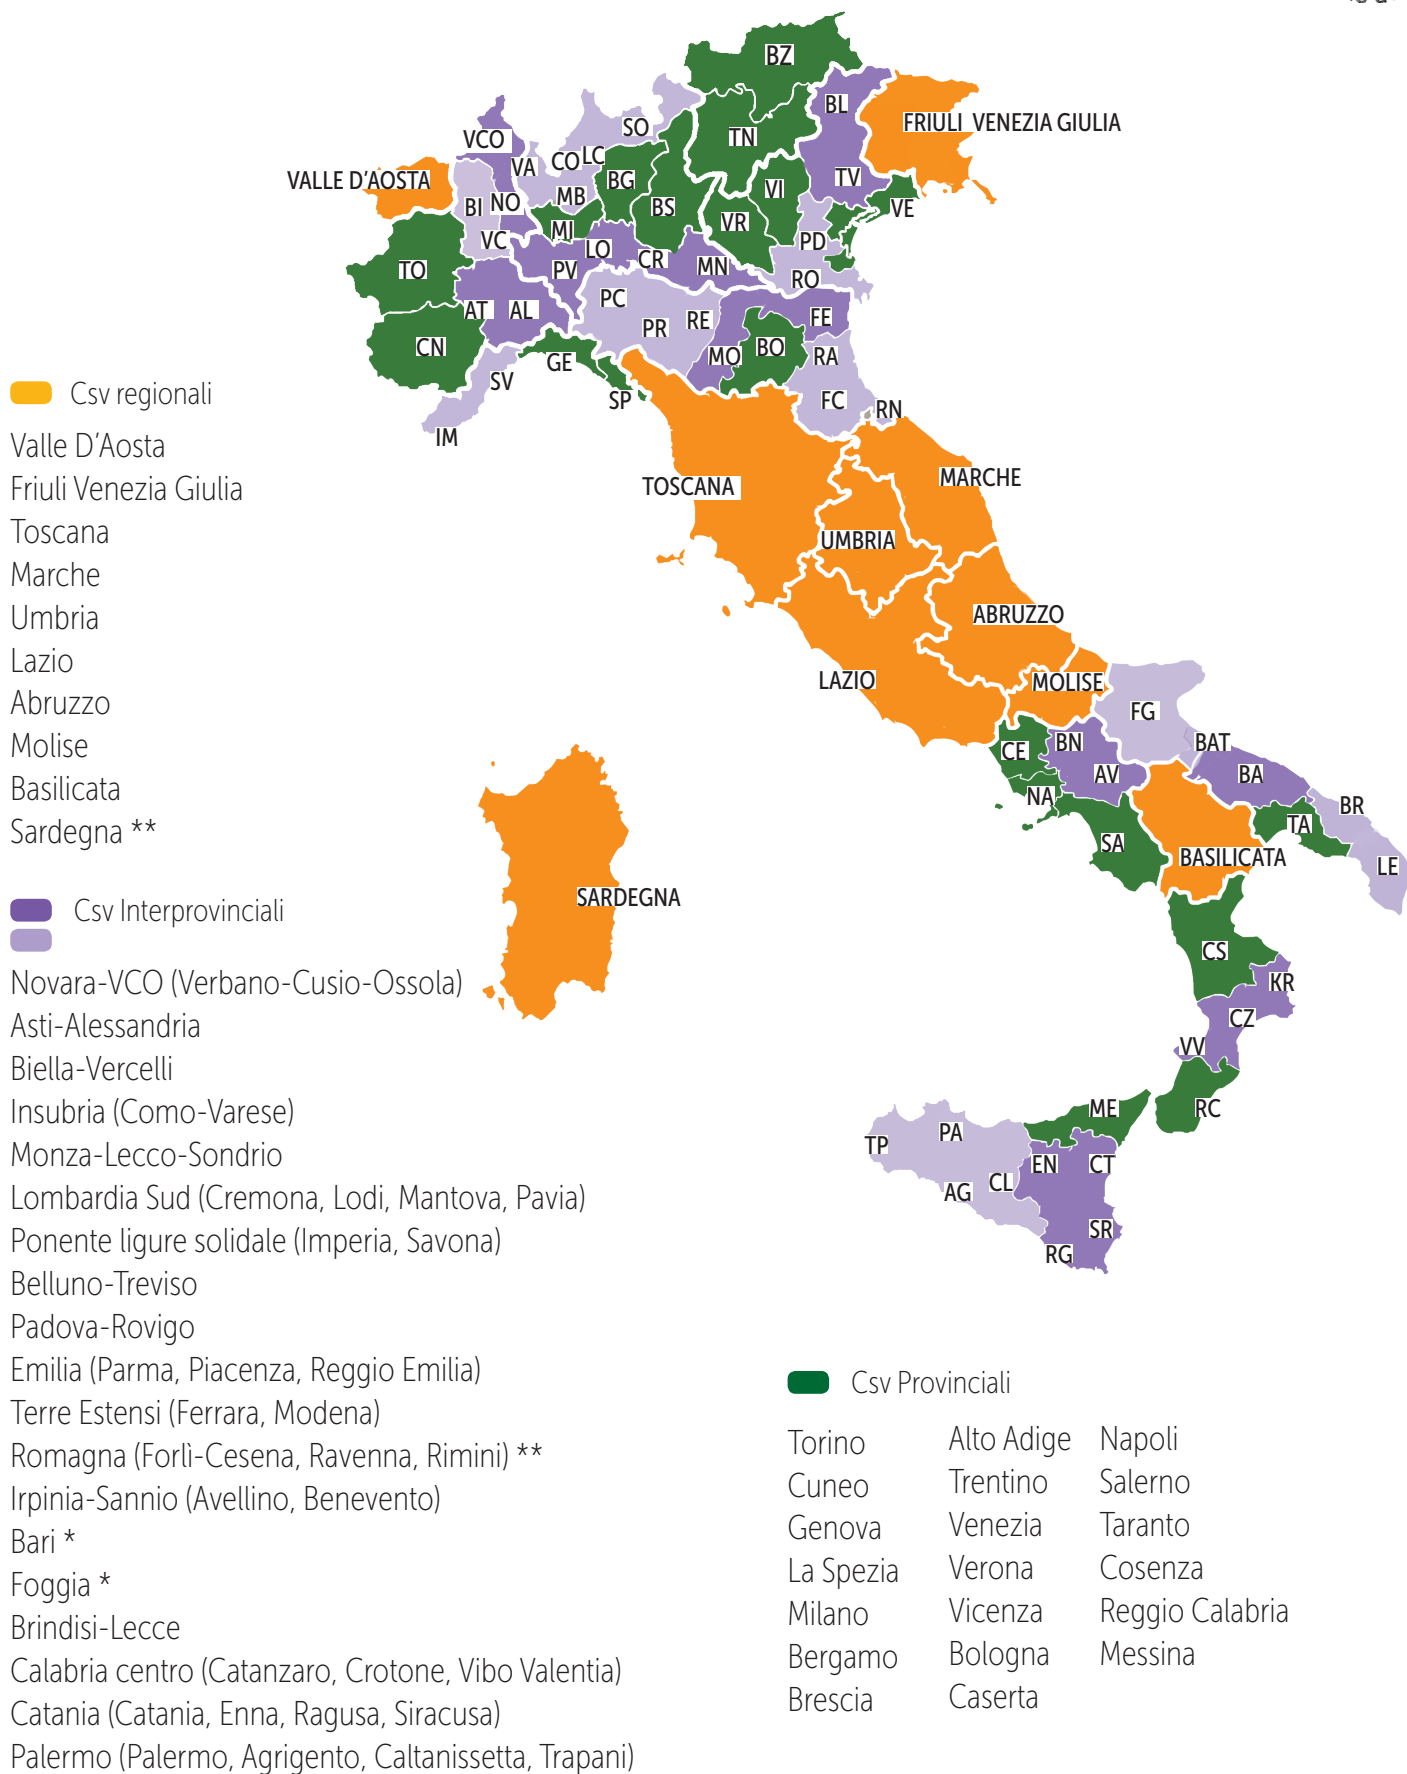 BZ
BL
FRIULI VENEZIA GIULIA
SO
TN
VCO
VA
CO
LC
VALLE D'AOSTA
BG
VI
TV
MB
BI
NO
BS
VR
VE
MI
VC
LO
PD
CR
TO
PV
MN
RO
PC
AT
AL
RE
FE
PR
CN
MO
BO
RA
GE
SV
SP
FC
RN
IM
MARCHE
TOSCANA
UMBRIA
ABRUZZO
LAZIO
MOLISE
FG
BN
BAT
CE
AV
BA
NA
BR
TA
SA
BASILICATA
LE
SARDEGNA
CS
KR
CZ
VV
ME
RC
PA
TP
EN
CT
CL
AG
SR
RG
Csv regionali
Valle D'Aosta
Friuli Venezia Giulia
Toscana
Marche
Umbria
Lazio
Abruzzo
Molise
Basilicata
Sardegna **
Csv Interprovinciali
Novara-VCO (Verbano-Cusio-Ossola)
Asti-Alessandria
Biella-Vercelli
Insubria (Como-Varese)
Monza-Lecco-Sondrio
Lombardia Sud (Cremona, Lodi, Mantova, Pavia)
Ponente ligure solidale (Imperia, Savona)
Belluno-Treviso
Padova-Rovigo
Emilia (Parma, Piacenza, Reggio Emilia)
Terre Estensi (Ferrara, Modena)
Romagna (Forlì-Cesena, Ravenna, Rimini) **
Irpinia-Sannio (Avellino, Benevento)
Bari *
Foggia *
Brindisi-Lecce
Calabria centro (Catanzaro, Crotone, Vibo Valentia)
Catania (Catania, Enna, Ragusa, Siracusa)
Palermo (Palermo, Agrigento, Caltanissetta, Trapani)
Csv Provinciali
Torino
Cuneo
Genova
La Spezia
Milano
Bergamo
Brescia
Alto Adige
Trentino
Venezia
Verona
Vicenza
Bologna
Caserta
Napoli
Salerno
Taranto
Cosenza
Reggio Calabria
Messina